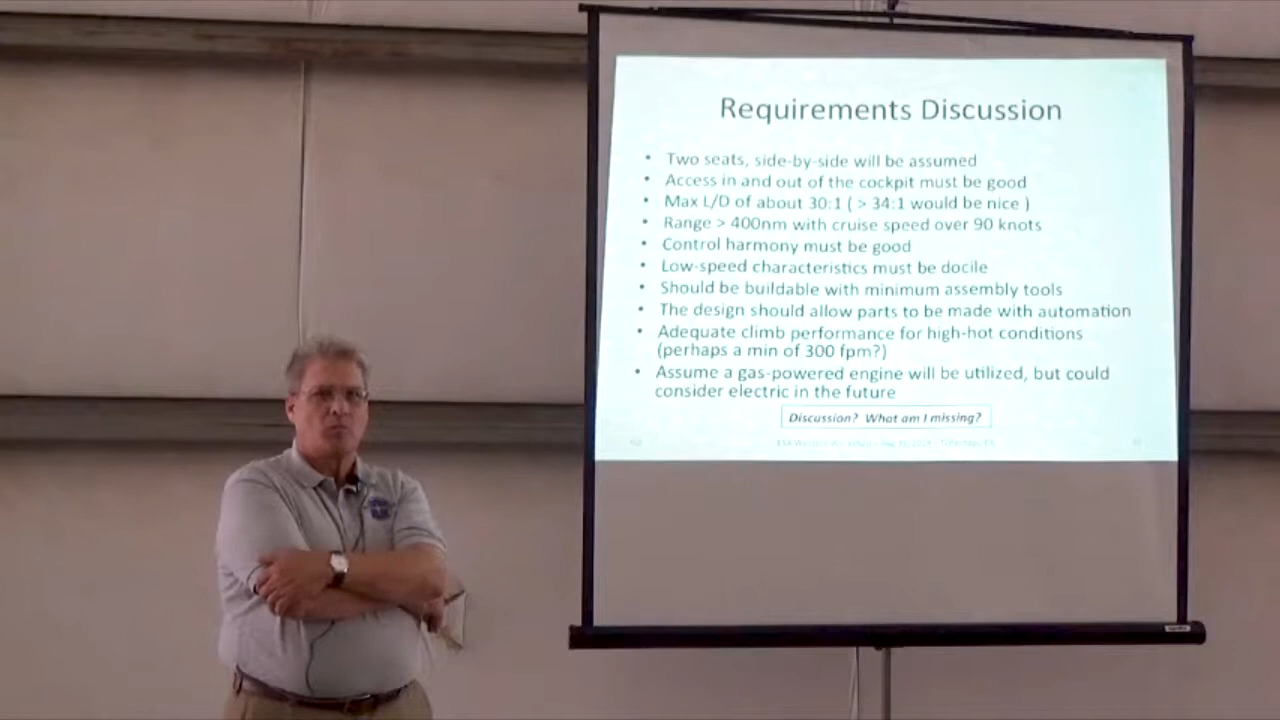 Requirements Discussion
• Two seats, side-by-side will be assumed
• Access in and out of the cockpit must be good
• Max L/D of about 30:1 ( > 34:1 would be nice )
• Range > 400nm with cruise speed over 90 knots
• Control harmony must be good
• Low-speed characteristics must be docile
• Should be buildable with minimum assembly tools
• The design should allow parts to be made with automation
• Adequate climb performance for high-hot conditions
(perhaps a min of 300 fpm?)
• Assume a gas-powered engine will be utilized, but could
consider electric in the future
Discussion? What am I missing?